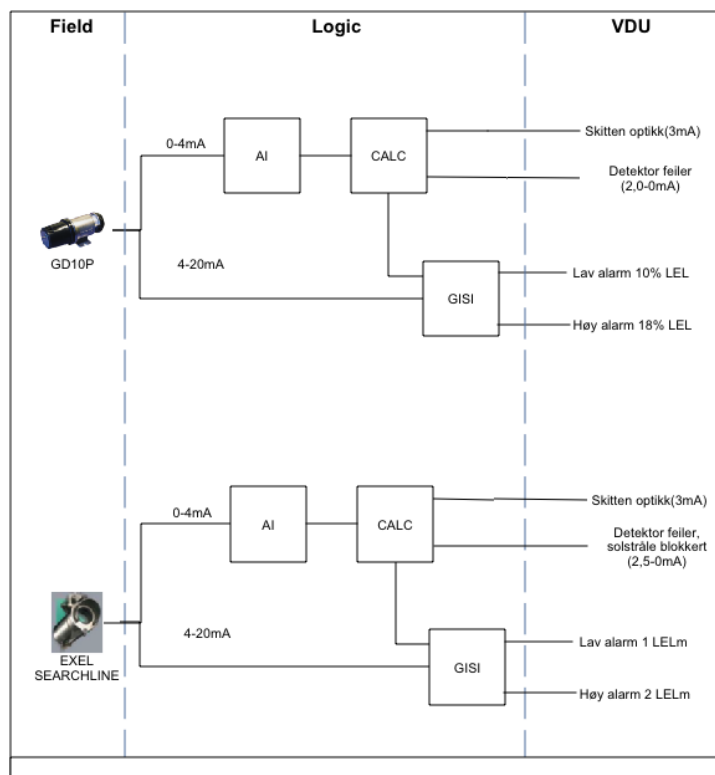 Field
Logic
VDU
0-4mA
AI
CALC
Skitten optikk(3mA)
Detektor feiler
(2,0-0mA)
GD10P
4-20mA
GISI
Lav alarm 10% LEL
Høy alarm 18% LEL
0-4mA
AI
CALC
Skitten optikk(3mA)
Detektor feiler,
solstråle blokkert
(2,5-0mA)
EXEL
SEARCHLINE
4-20mA
GISI
Lav alarm 1 LELm
Høy alarm 2 LELm